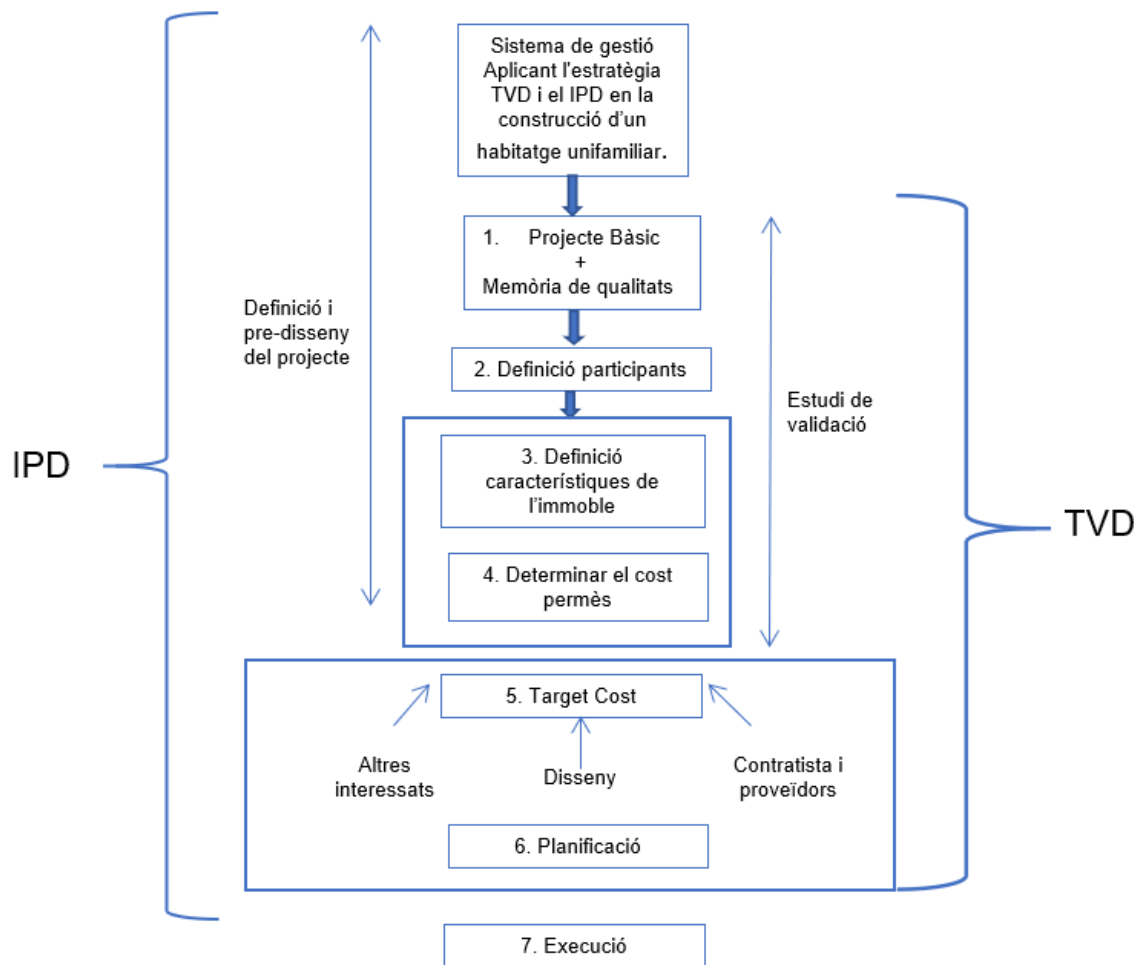 Sistema de gestió
Aplicant l'estratègia
TVD i el IPD en la
construcció d'un
habitatge unifamiliar.
1. Projecte Bàsic
+
Memòria de qualitats
Definició i
pre-disseny
del projecte
2. Definició participants
Estudi de
validació
IPD
3. Definició
característiques de
l'immoble
TVD
4. Determinar el cost
permès
5. Target Cost
Altres
interessats
Disseny
Contratista i
proveïdors
6. Planificació
7. Execució